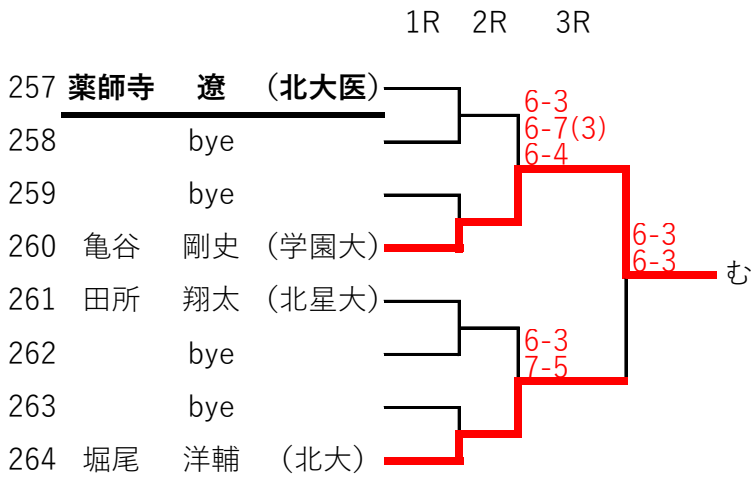 1R 2R 3R
257 薬師寺 遼 (北大医)
6-3
6-7(3)
6-4
258 bye
259 bye
260 亀谷 剛史 (学園大)
6-3
6-3
む
261 田所 翔太 (北星大)
262 bye
6-3
7-5
263 bye
264 堀尾 洋輔 (北大)